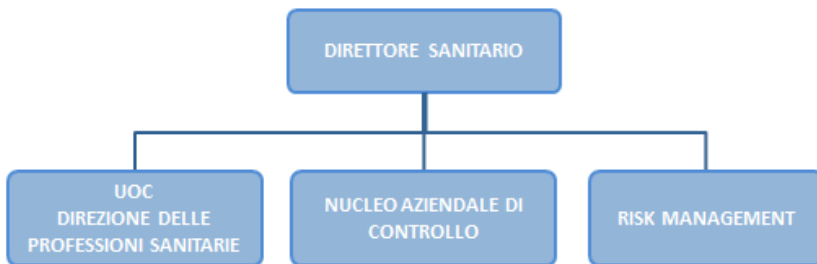 DIRETTORE SANITARIO
UOC
DIREZIONE DELLE
PROFESSIONI SANITARIE
NUCLEO AZIENDALE DI
CONTROLLO
RISK MANAGEMENT